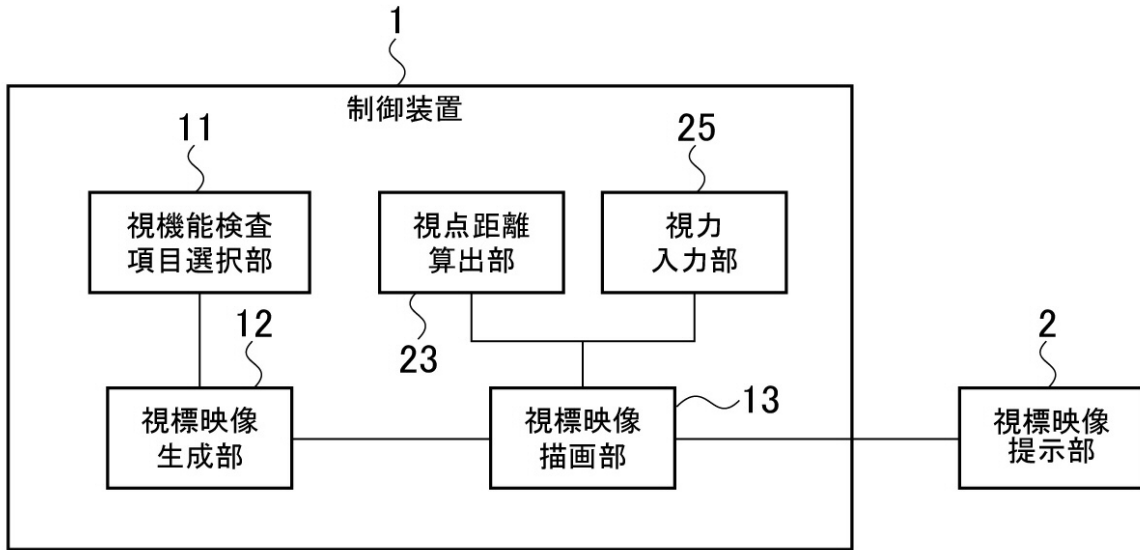 1
制御装置
11
25
視機能検査
項目選択部
視点距離
算出部
視力
入力部
12
23
2
視標映像
生成部
視標映像
描画部
13
視標映像
提示部